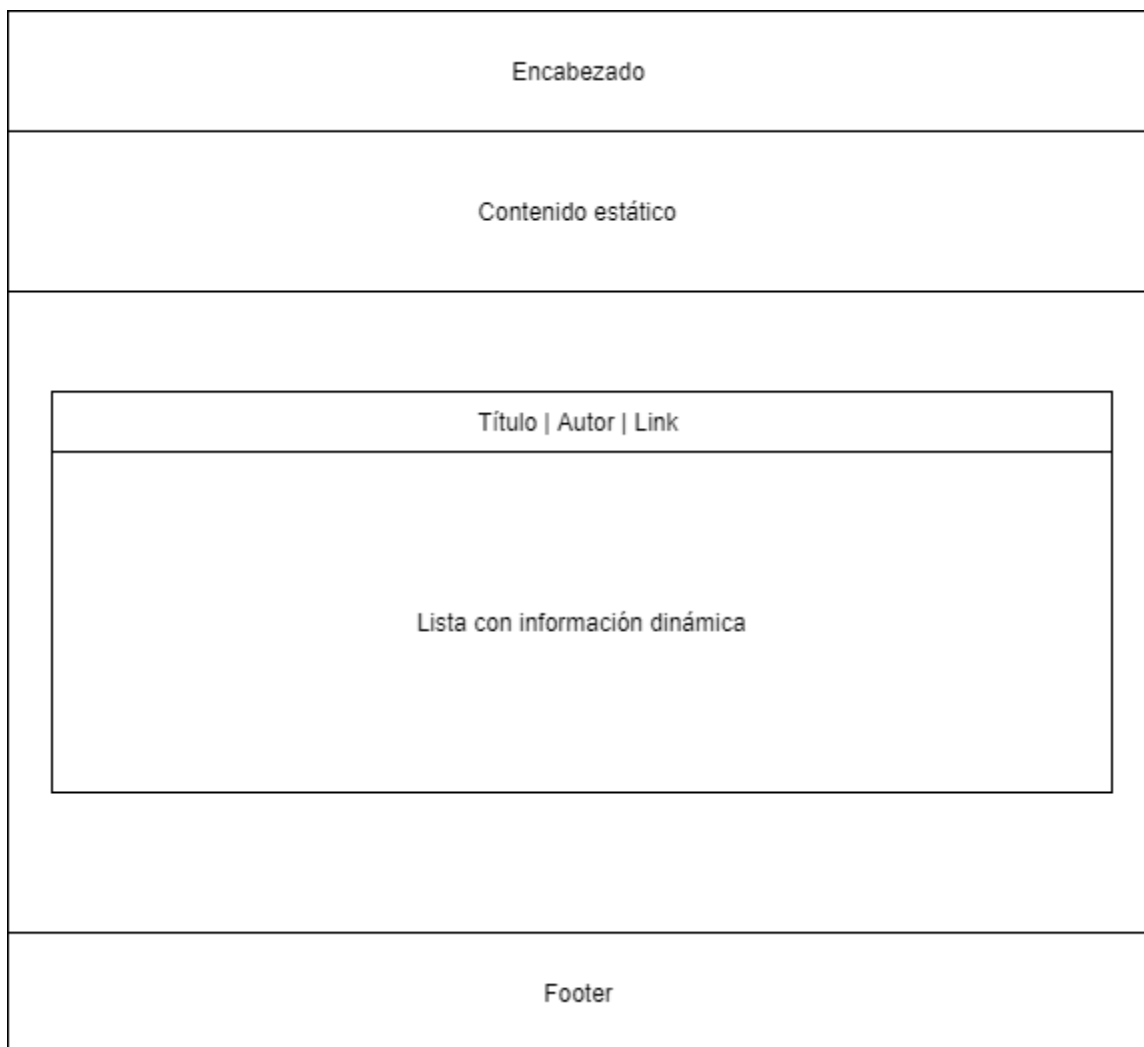 Encabezado
Contenido estático
Título | Autor | Link
Lista con información dinámica
Footer